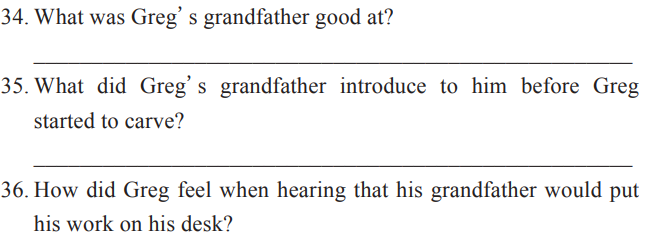 34. What was Greg’s grandfather good at?
35. What did Greg’s grandfather introduce to him before Greg
started to carve?
36. How did Greg feel when hearing that his grandfather would put
his work on his desk?